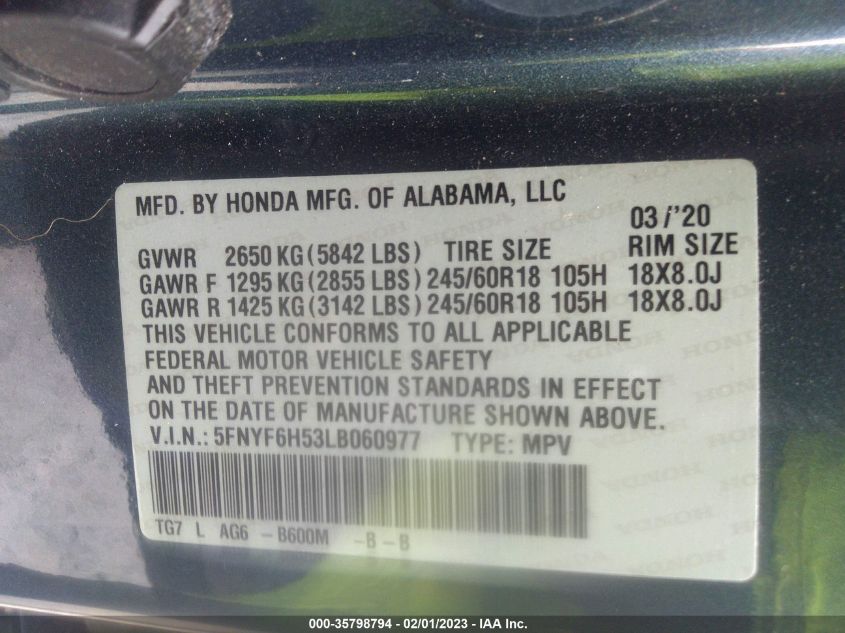 MFD. BY HONDA MFG. OF ALABAMA, LLC
03/'20
GVWR 2650 KG (5842 LBS) TIRE SIZE RIM SIZE
GAWR F 1295 KG (2855 LBS) 245/60R18 105H 18X8.0J
GAWR R 1425 KG (3142 LBS) 245/60R18 105H 18X8.0J
THIS VEHICLE CONFORMS TO ALL APPLICABLE
FEDERAL MOTOR VEHICLE SAFETY
AND THEFT PREVENTION STANDARDS IN EFFECT
ON THE DATE OF MANUFACTURE SHOWN ABOVE.
V.I.N.: 5FNYF6H53LB060977 TYPE: MPV
TG7 L AG6 -B600M -B-B
000-35798794 / 02/01/2023 - IAA Inc.